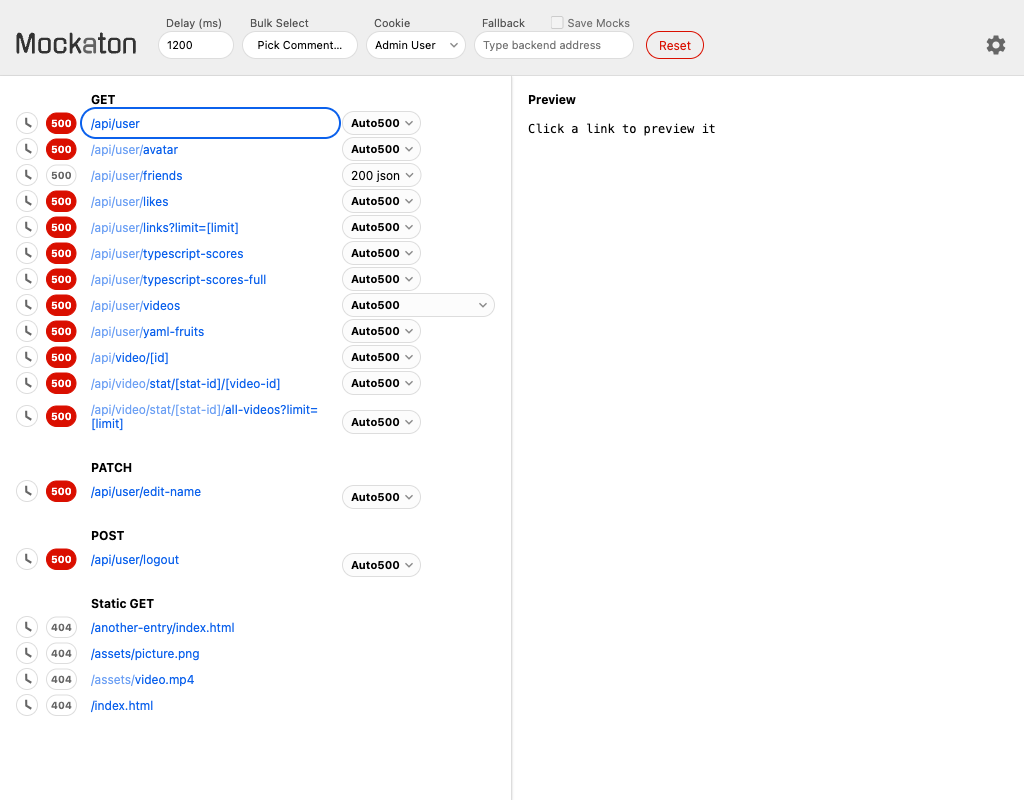 Mockaton
Delay (ms)
1200
Bulk Select
Pick Comment...
Cookie
Admin User
Fallback
Save Mocks
Type backend address
Reset
GET
500 /api/user Auto500
500 /api/user/avatar Auto500
500 /api/user/friends 200 json
500 /api/user/likes Auto500
500 /api/user/links?limit=[limit] Auto500
500 /api/user/typescript-scores Auto500
500 /api/user/typescript-scores-full Auto500
500 /api/user/videos Auto500
500 /api/user/yaml-fruits Auto500
500 /api/video/[id] Auto500
500 /api/video/stat/[stat-id]/[video-id] Auto500
500 /api/video/stat/[stat-id]/all-videos?limit=
[limit] Auto500
PATCH
500 /api/user/edit-name Auto500
POST
500 /api/user/logout Auto500
Static GET
404 /another-entry/index.html
404 /assets/picture.png
404 /assets/video.mp4
404 /index.html
Preview
Click a link to preview it